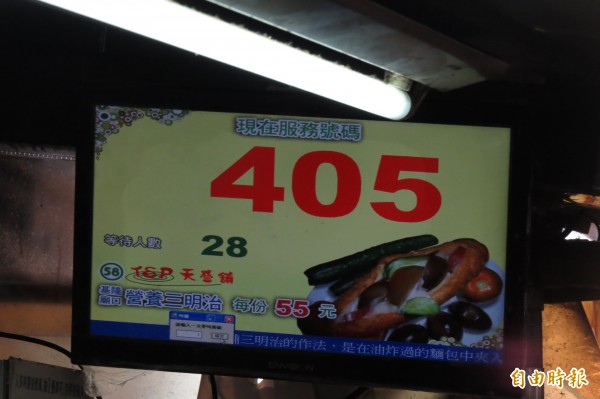 現在服務號碼
405
等待人數 28
58 天盛舖
基隆廟口 營養三明治 每份 55 元
三明治的作法，是在油炸過的麵包中夾入
自由時報